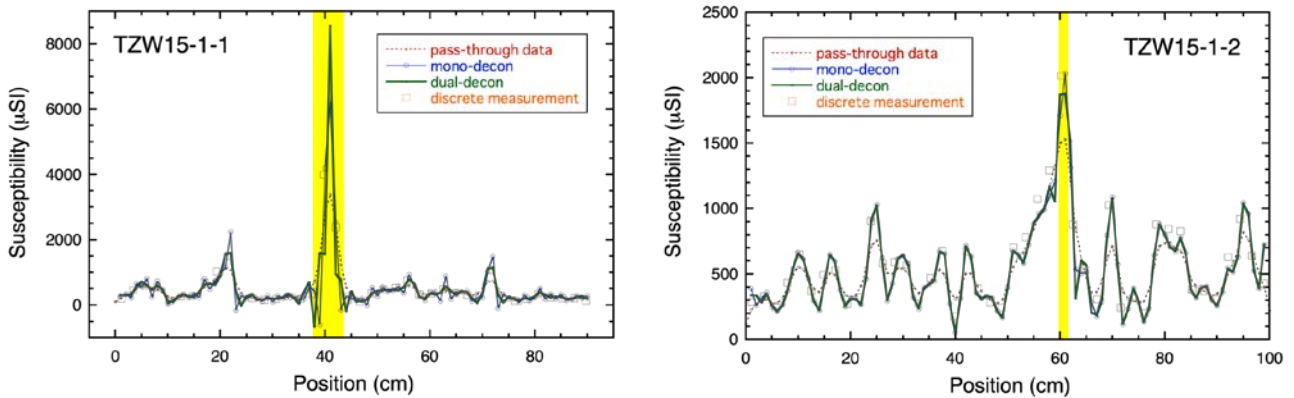 TZW15-1-1
pass-through data
mono-decon
dual-decon
discrete measurement
Susceptibility (μSI)
8000
6000
4000
2000
0
0 20 40 60 80
Position (cm)
TZW15-1-2
pass-through data
mono-decon
dual-decon
discrete measurement
Susceptibility (μSI)
2500
2000
1500
1000
500
0
0 20 40 60 80 100
Position (cm)